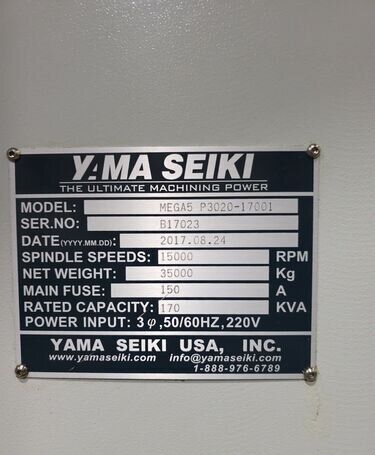 YAMA SEIKI
THE ULTIMATE MACHINING POWER
MODEL: MEGA5 P3020-17001
SER.NO: B17023
DATE(YYYY.MM.DD): 2017.08.24
SPINDLE SPEEDS: 15000 RPM
NET WEIGHT: 35000 Kg
MAIN FUSE: 150 A
RATED CAPACITY: 170 KVA
POWER INPUT: 3φ,50/60HZ,220V
YAMA SEIKI USA, INC.
www.yamaseiki.com info@yamaseiki.com
1-888-976-6789